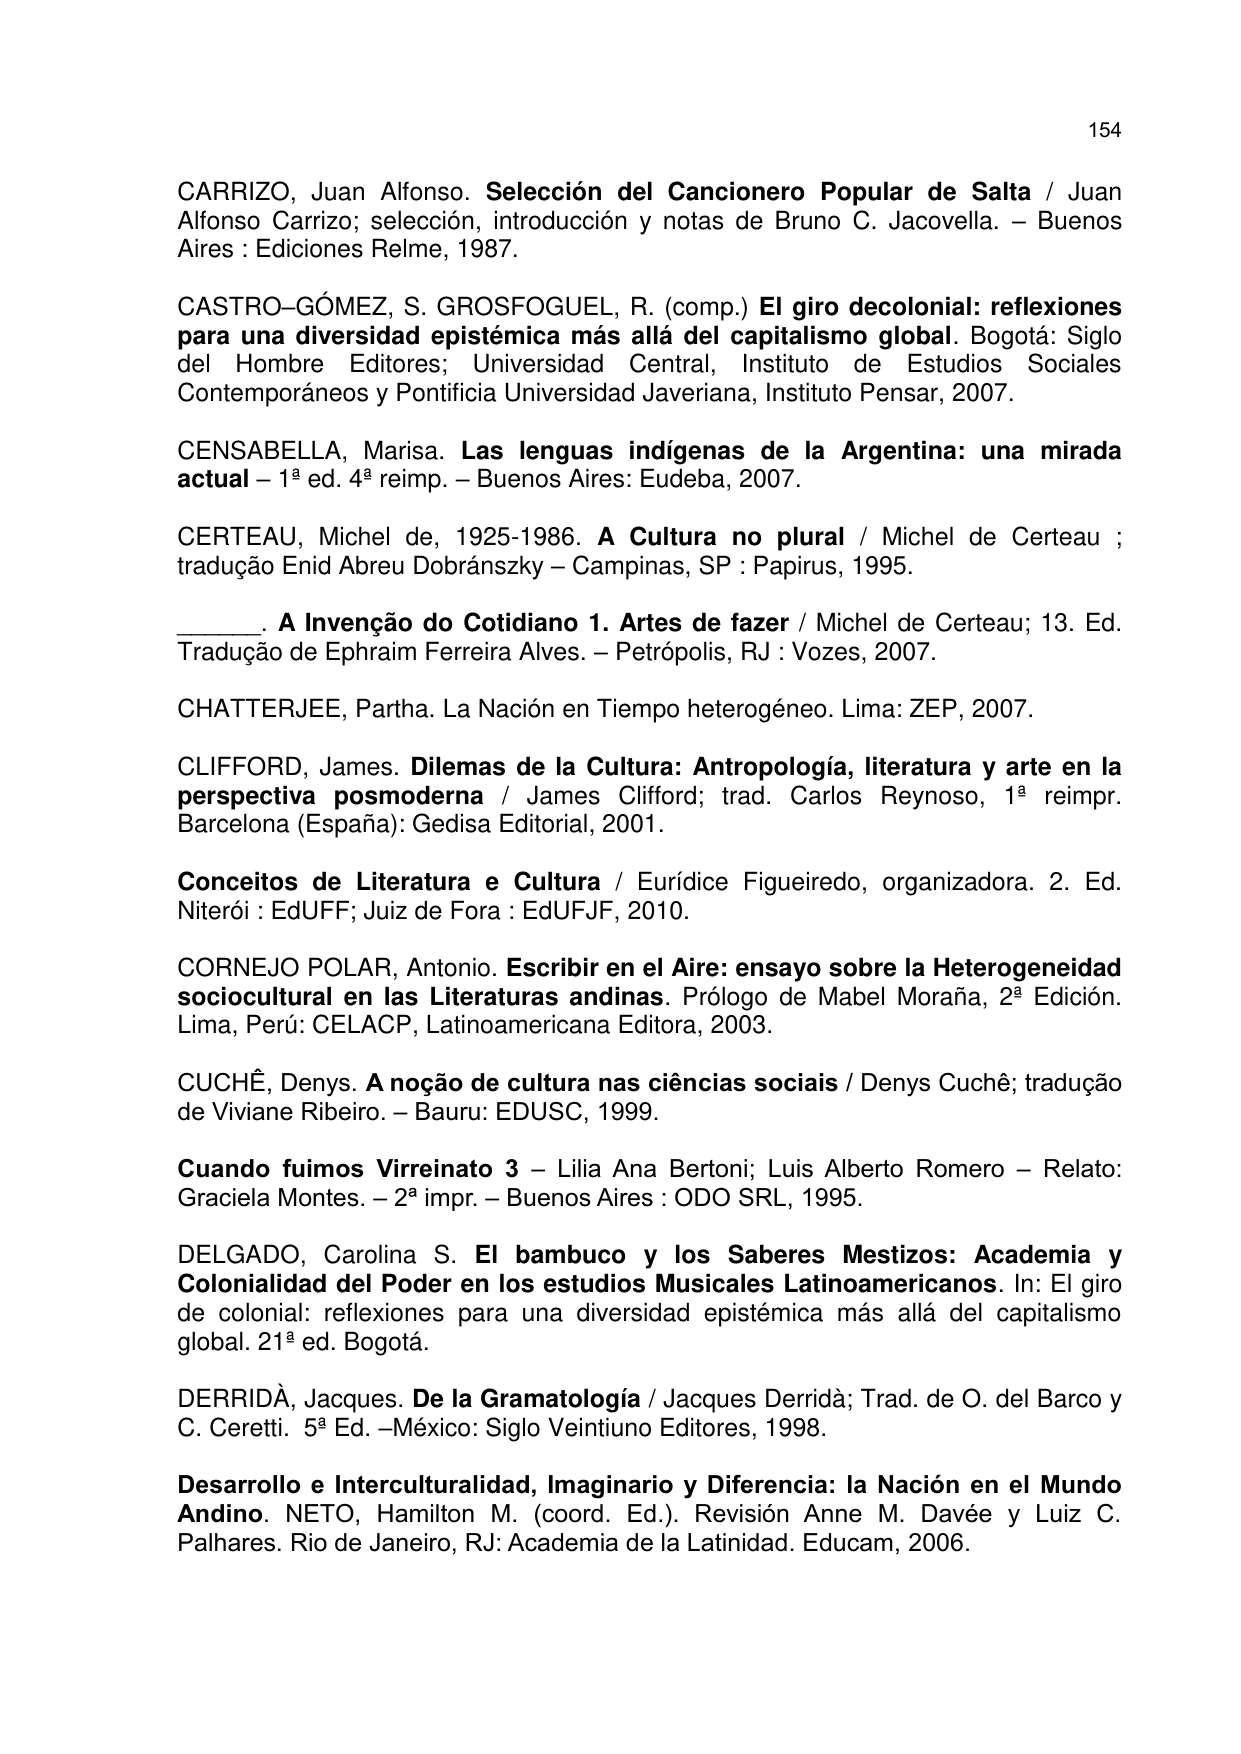 154
CARRIZO, Juan Alfonso. Selección del Cancionero Popular de Salta / Juan
Alfonso Carrizo; selección, introducción y notas de Bruno C. Jacovella. – Buenos
Aires : Ediciones Relme, 1987.
CASTRO–GÓMEZ, S. GROSFOGUEL, R. (comp.) El giro decolonial: reflexiones
para una diversidad epistémica más allá del capitalismo global. Bogotá: Siglo
del Hombre Editores; Universidad Central, Instituto de Estudios Sociales
Contemporáneos y Pontificia Universidad Javeriana, Instituto Pensar, 2007.
CENSABELLA, Marisa. Las lenguas indígenas de la Argentina: una mirada
actual – 1ª ed. 4ª reimp. – Buenos Aires: Eudeba, 2007.
CERTEAU, Michel de, 1925-1986. A Cultura no plural / Michel de Certeau ;
tradução Enid Abreu Dobránszky – Campinas, SP : Papirus, 1995.
______. A Invenção do Cotidiano 1. Artes de fazer / Michel de Certeau; 13. Ed.
Tradução de Ephraim Ferreira Alves. – Petrópolis, RJ : Vozes, 2007.
CHATTERJEE, Partha. La Nación en Tiempo heterogéneo. Lima: ZEP, 2007.
CLIFFORD, James. Dilemas de la Cultura: Antropología, literatura y arte en la
perspectiva posmoderna / James Clifford; trad. Carlos Reynoso, 1ª reimpr.
Barcelona (España): Gedisa Editorial, 2001.
Conceitos de Literatura e Cultura / Eurídice Figueiredo, organizadora. 2. Ed.
Niterói : EdUFF; Juiz de Fora : EdUFJF, 2010.
CORNEJO POLAR, Antonio. Escribir en el Aire: ensayo sobre la Heterogeneidad
sociocultural en las Literaturas andinas. Prólogo de Mabel Moraña, 2ª Edición.
Lima, Perú: CELACP, Latinoamericana Editora, 2003.
CUCHÊ, Denys. A noção de cultura nas ciências sociais / Denys Cuchê; tradução
de Viviane Ribeiro. – Bauru: EDUSC, 1999.
Cuando fuimos Virreinato 3 – Lilia Ana Bertoni; Luis Alberto Romero – Relato:
Graciela Montes. – 2ª impr. – Buenos Aires : ODO SRL, 1995.
DELGADO, Carolina S. El bambuco y los Saberes Mestizos: Academia y
Colonialidad del Poder en los estudios Musicales Latinoamericanos. In: El giro
de colonial: reflexiones para una diversidad epistémica más allá del capitalismo
global. 21ª ed. Bogotá.
DERRIDÀ, Jacques. De la Gramatología / Jacques Derridà; Trad. de O. del Barco y
C. Ceretti.  5ª Ed. –México: Siglo Veintiuno Editores, 1998.
Desarrollo e Interculturalidad, Imaginario y Diferencia: la Nación en el Mundo
Andino. NETO, Hamilton M. (coord. Ed.). Revisión Anne M. Davée y Luiz C.
Palhares. Rio de Janeiro, RJ: Academia de la Latinidad. Educam, 2006.